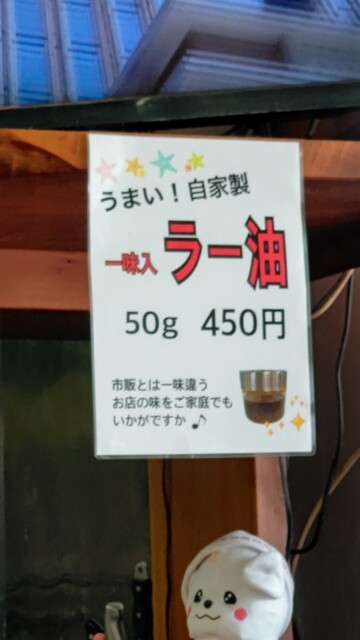 うまい！自家製
一味入 ラー油
50g 450円
市販とは一味違う
お店の味をご家庭でも
いかがですか♪